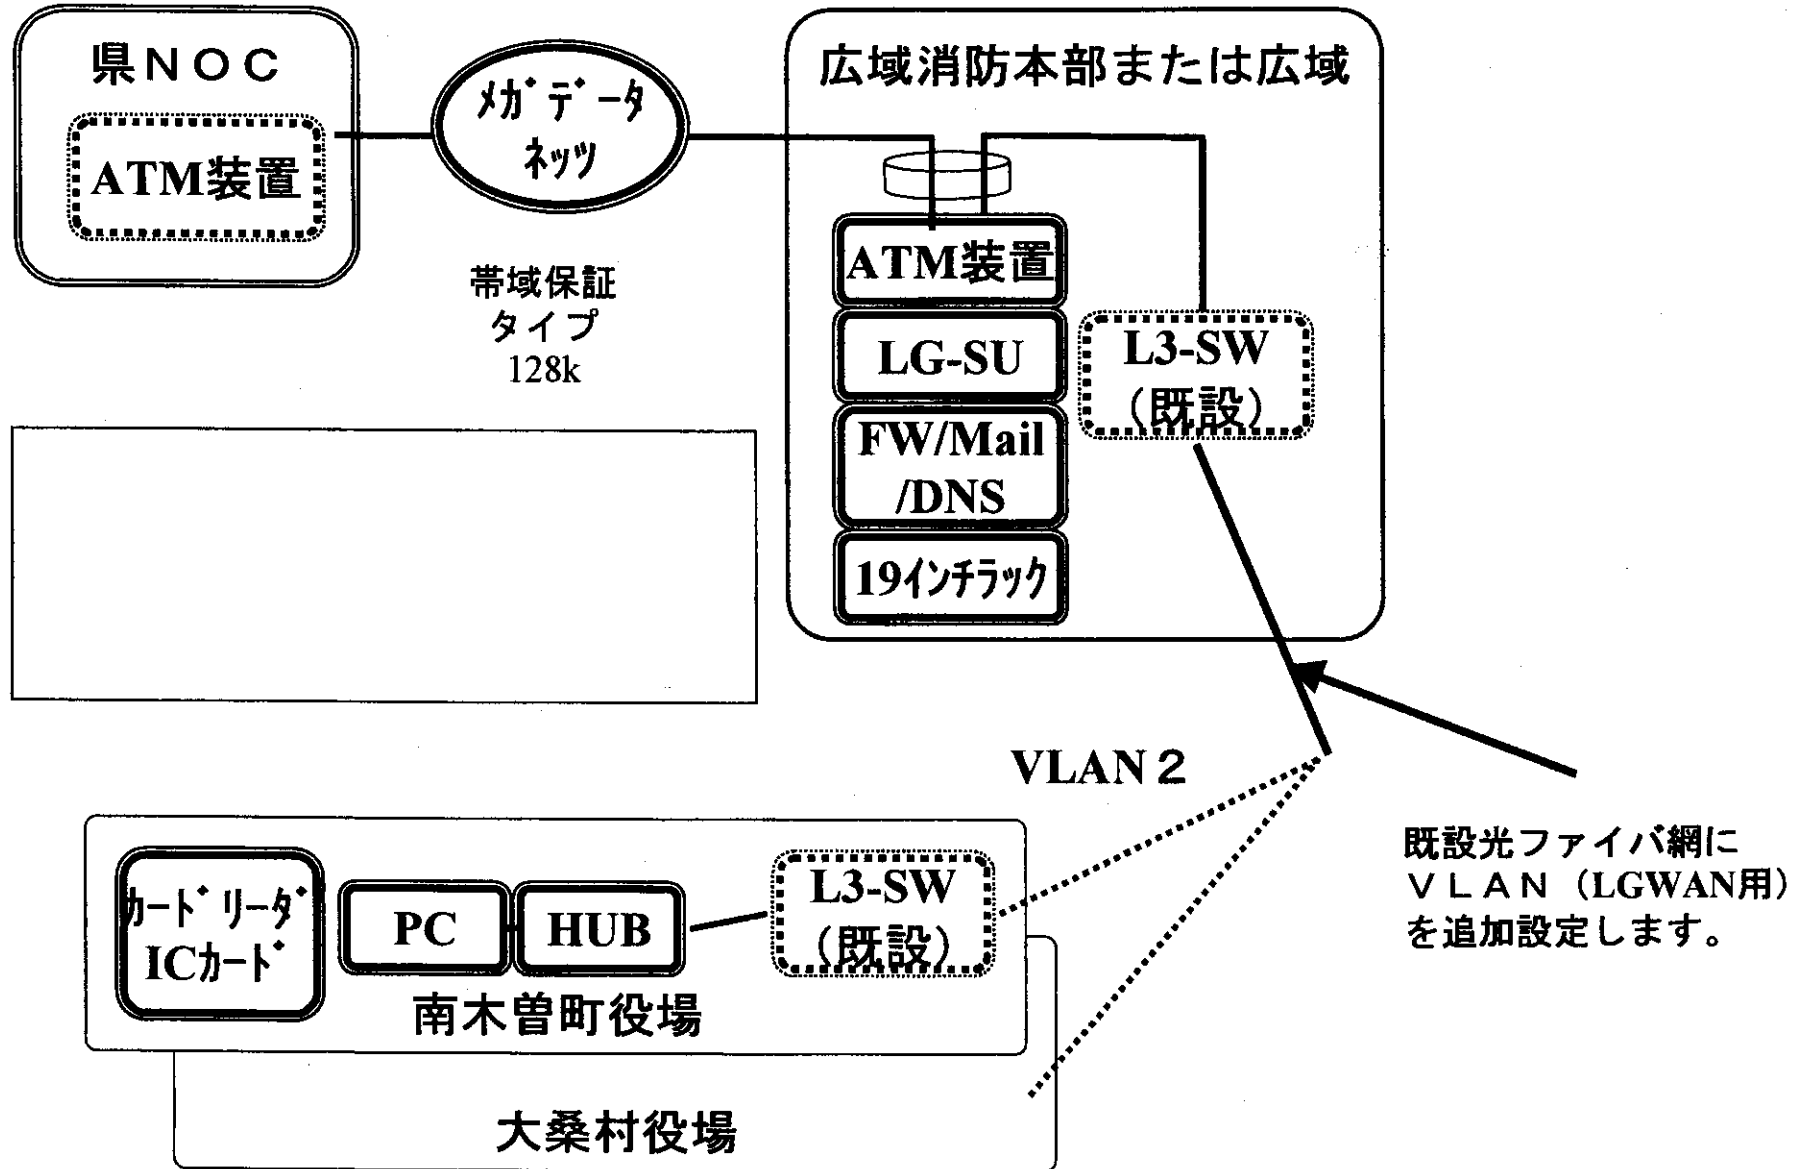 県ＮＯＣ
ATM装置
ﾒｶﾞﾃﾞｰﾀ
ﾈｯﾂ
帯域保証
タイプ
128k
広域消防本部または広域
ATM装置
LG-SU
FW/Mail
/DNS
19ｲﾝﾁﾗｯｸ
L3-SW
（既設）
VLAN２
既設光ファイバ網に
ＶＬＡＮ（LGWAN用）
を追加設定します。
ｶｰﾄﾞﾘｰﾀﾞ
ICｶｰﾄﾞ
PC
HUB
L3-SW
（既設）
南木曽町役場
大桑村役場